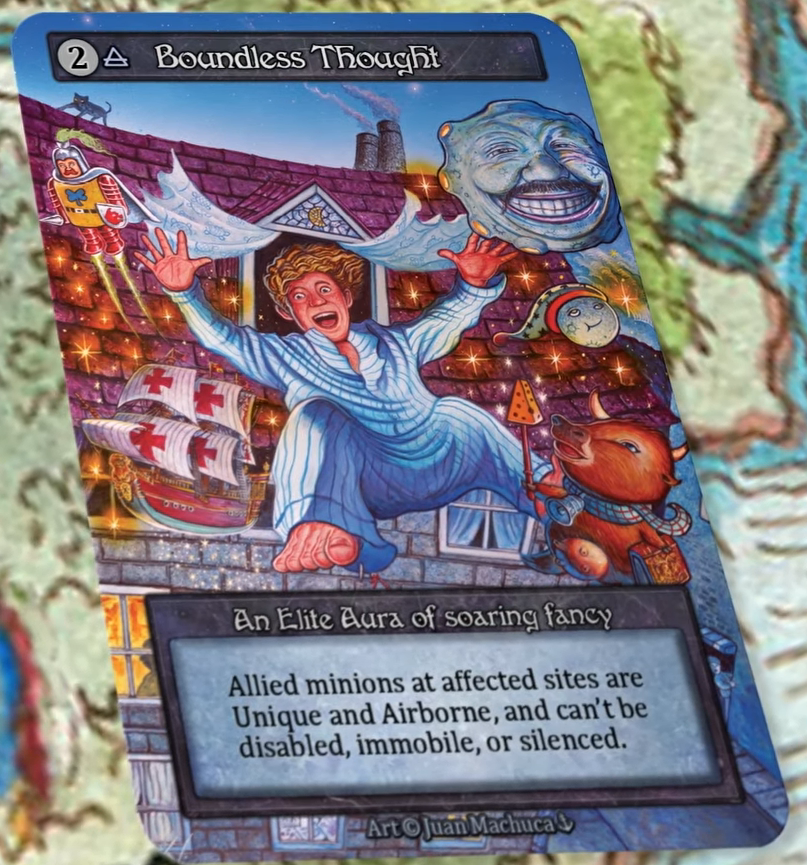 2 Boundless Thought
An Elite Aura of soaring fancy
Allied minions at affected sites are
Unique and Airborne, and can't be
disabled, immobile, or silenced.
Art © Juan Machuca